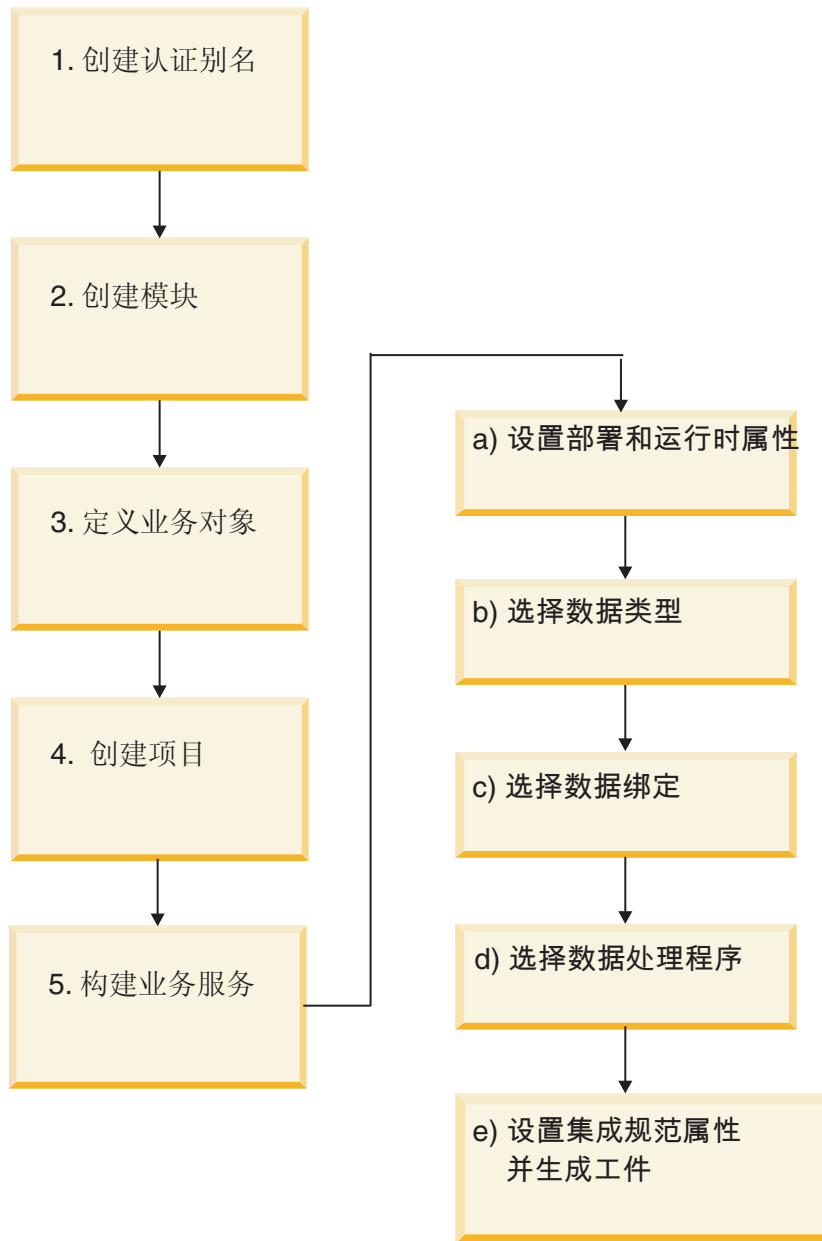 1. 创建认证别名
2. 创建模块
3. 定义业务对象
4. 创建项目
5. 构建业务服务
a) 设置部署和运行时属性
b) 选择数据类型
c) 选择数据绑定
d) 选择数据处理程序
e) 设置集成规范属性
并生成工件